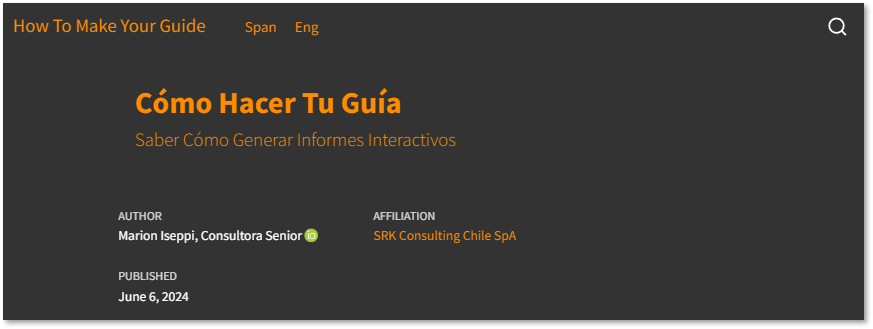 How To Make Your Guide Span Eng
Cómo Hacer Tu Guía
Saber Cómo Generar Informes Interactivos
AUTHOR AFFILIATION
Marion Iseppi, Consultora Senior iD SRK Consulting Chile SpA
PUBLISHED
June 6, 2024